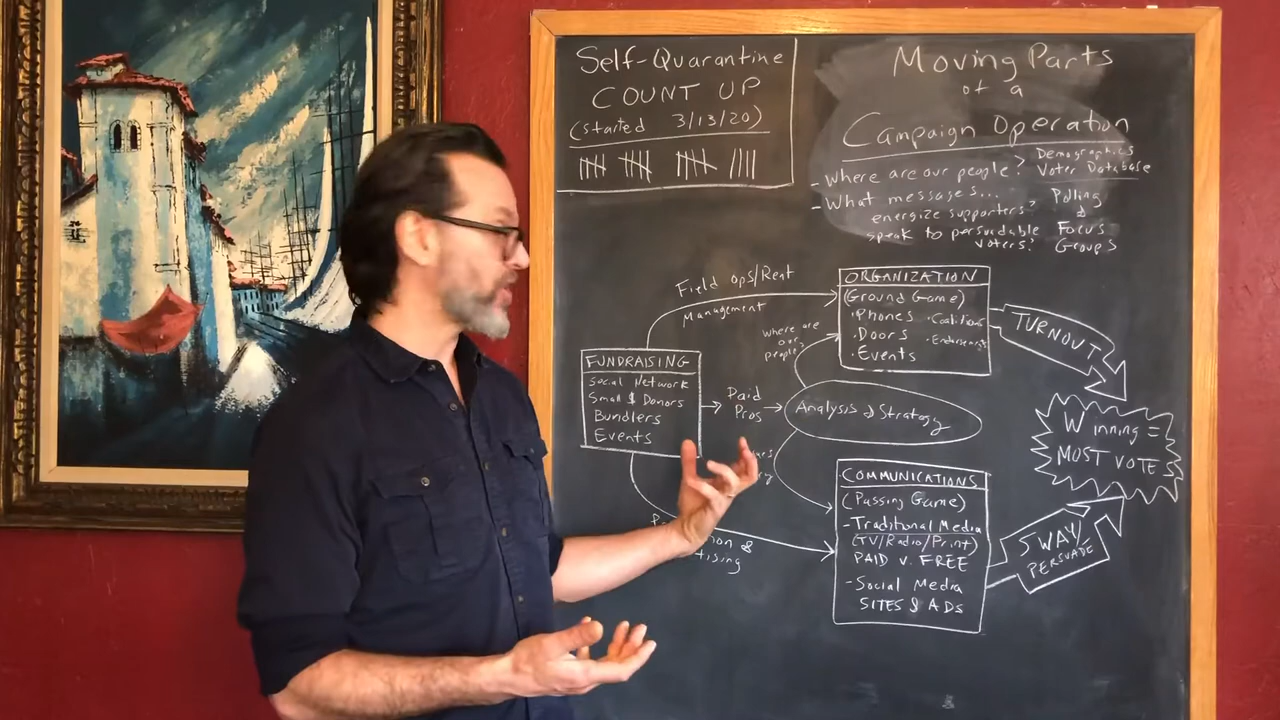 Self-Quarantine
COUNT UP
(started 3/13/20)
Moving Parts
of a
Campaign Operation
- Where are our people?
Demographics
Voter Database
- What messages...
energize supporters?
speak to persuadable
voters?
Polling
&
Focus
Groups
Field ops/Rent
Management
FUNDRAISING
Social Network
Small $ Donors
Bundlers
Events
Paid
Pros
where are
our
people?
Analysis & Strategy
ORGANIZATION
(Ground Game)
·Phones
·Doors
·Events
·Coalitions
TURNOUT
Winning =
MOST VOTES
COMMUNICATIONS
(Passing Game)
-Traditional Media
(TV/Radio/Print)
PAID v. FREE
-Social Media
SITES & ADS
SWAY/
PERSUADE